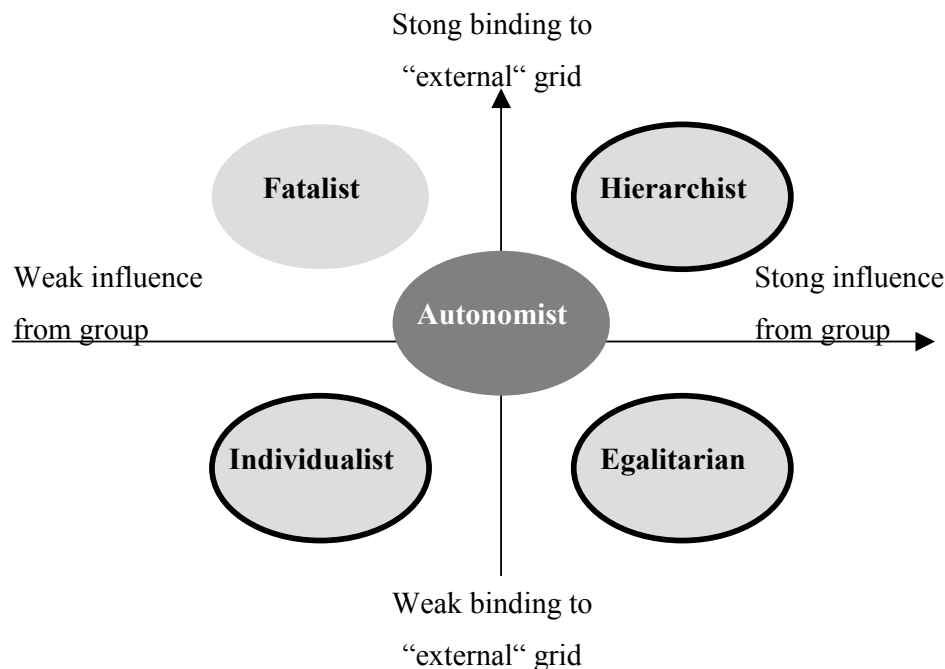 Stong binding to
“external“ grid
Fatalist
Hierarchist
Weak influence
from group
Autonomist
Stong influence
from group
Individualist
Egalitarian
Weak binding to
“external“ grid